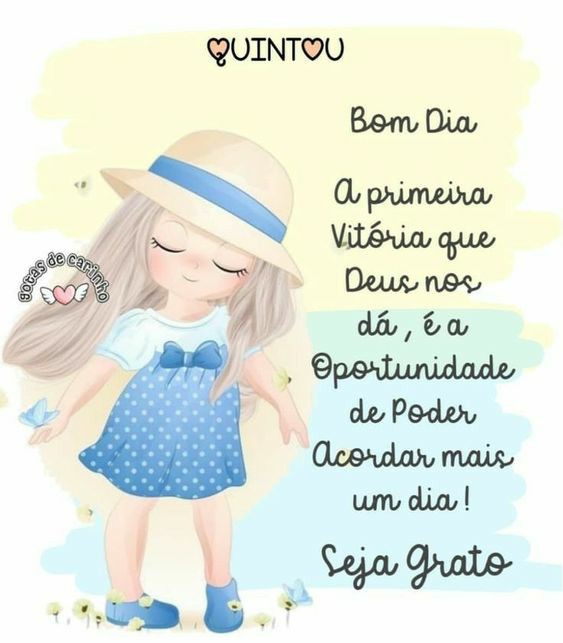 QUINTOU
Bom Dia
A primeira
Vitória que
Deus nos
dá, é a
Oportunidade
de Poder
Acordar mais
um dia!
Seja Grato
gotas de carinho